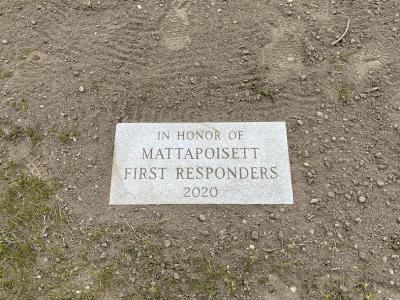 IN HONOR OF
MATTAPOISETT
FIRST RESPONDERS
2020